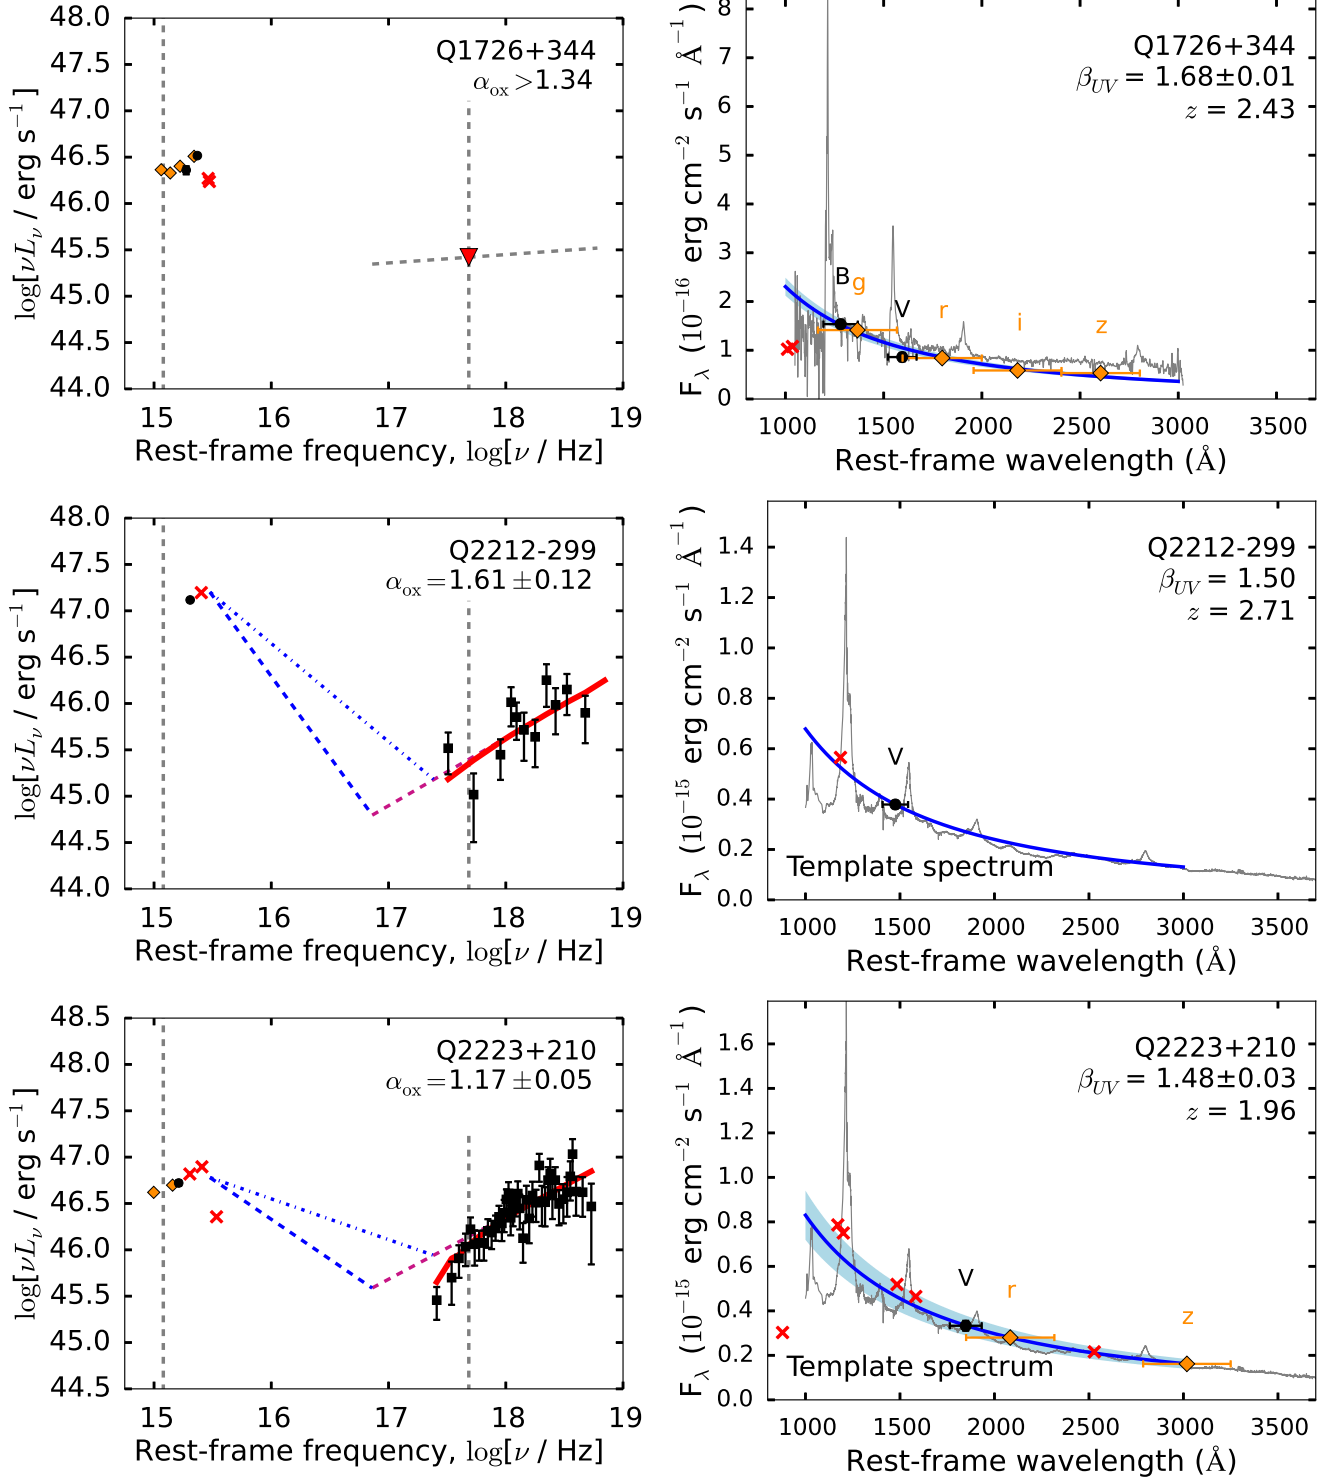 48.0
47.5
47.0
46.5
46.0
45.5
45.0
44.5
44.0
log[νLν / erg s−1]
Q1726+344
αox>1.34
15 16 17 18 19
Rest-frame frequency, log[ν / Hz]
8
7
6
5
4
3
2
1
0
Fλ (10−16 erg cm−2 s−1 Å−1)
Q1726+344
βUV = 1.68±0.01
z = 2.43
B g V r i z
1000 1500 2000 2500 3000 3500
Rest-frame wavelength (Å)
48.0
47.5
47.0
46.5
46.0
45.5
45.0
44.5
44.0
log[νLν / erg s−1]
Q2212-299
αox=1.61±0.12
15 16 17 18 19
Rest-frame frequency, log[ν / Hz]
1.4
1.2
1.0
0.8
0.6
0.4
0.2
0.0
Fλ (10−15 erg cm−2 s−1 Å−1)
Q2212-299
βUV = 1.50
z = 2.71
V
Template spectrum
1000 1500 2000 2500 3000 3500
Rest-frame wavelength (Å)
48.5
48.0
47.5
47.0
46.5
46.0
45.5
45.0
44.5
log[νLν / erg s−1]
Q2223+210
αox=1.17±0.05
15 16 17 18 19
Rest-frame frequency, log[ν / Hz]
1.6
1.4
1.2
1.0
0.8
0.6
0.4
0.2
0.0
Fλ (10−15 erg cm−2 s−1 Å−1)
Q2223+210
βUV = 1.48±0.03
z = 1.96
V r z
Template spectrum
1000 1500 2000 2500 3000 3500
Rest-frame wavelength (Å)